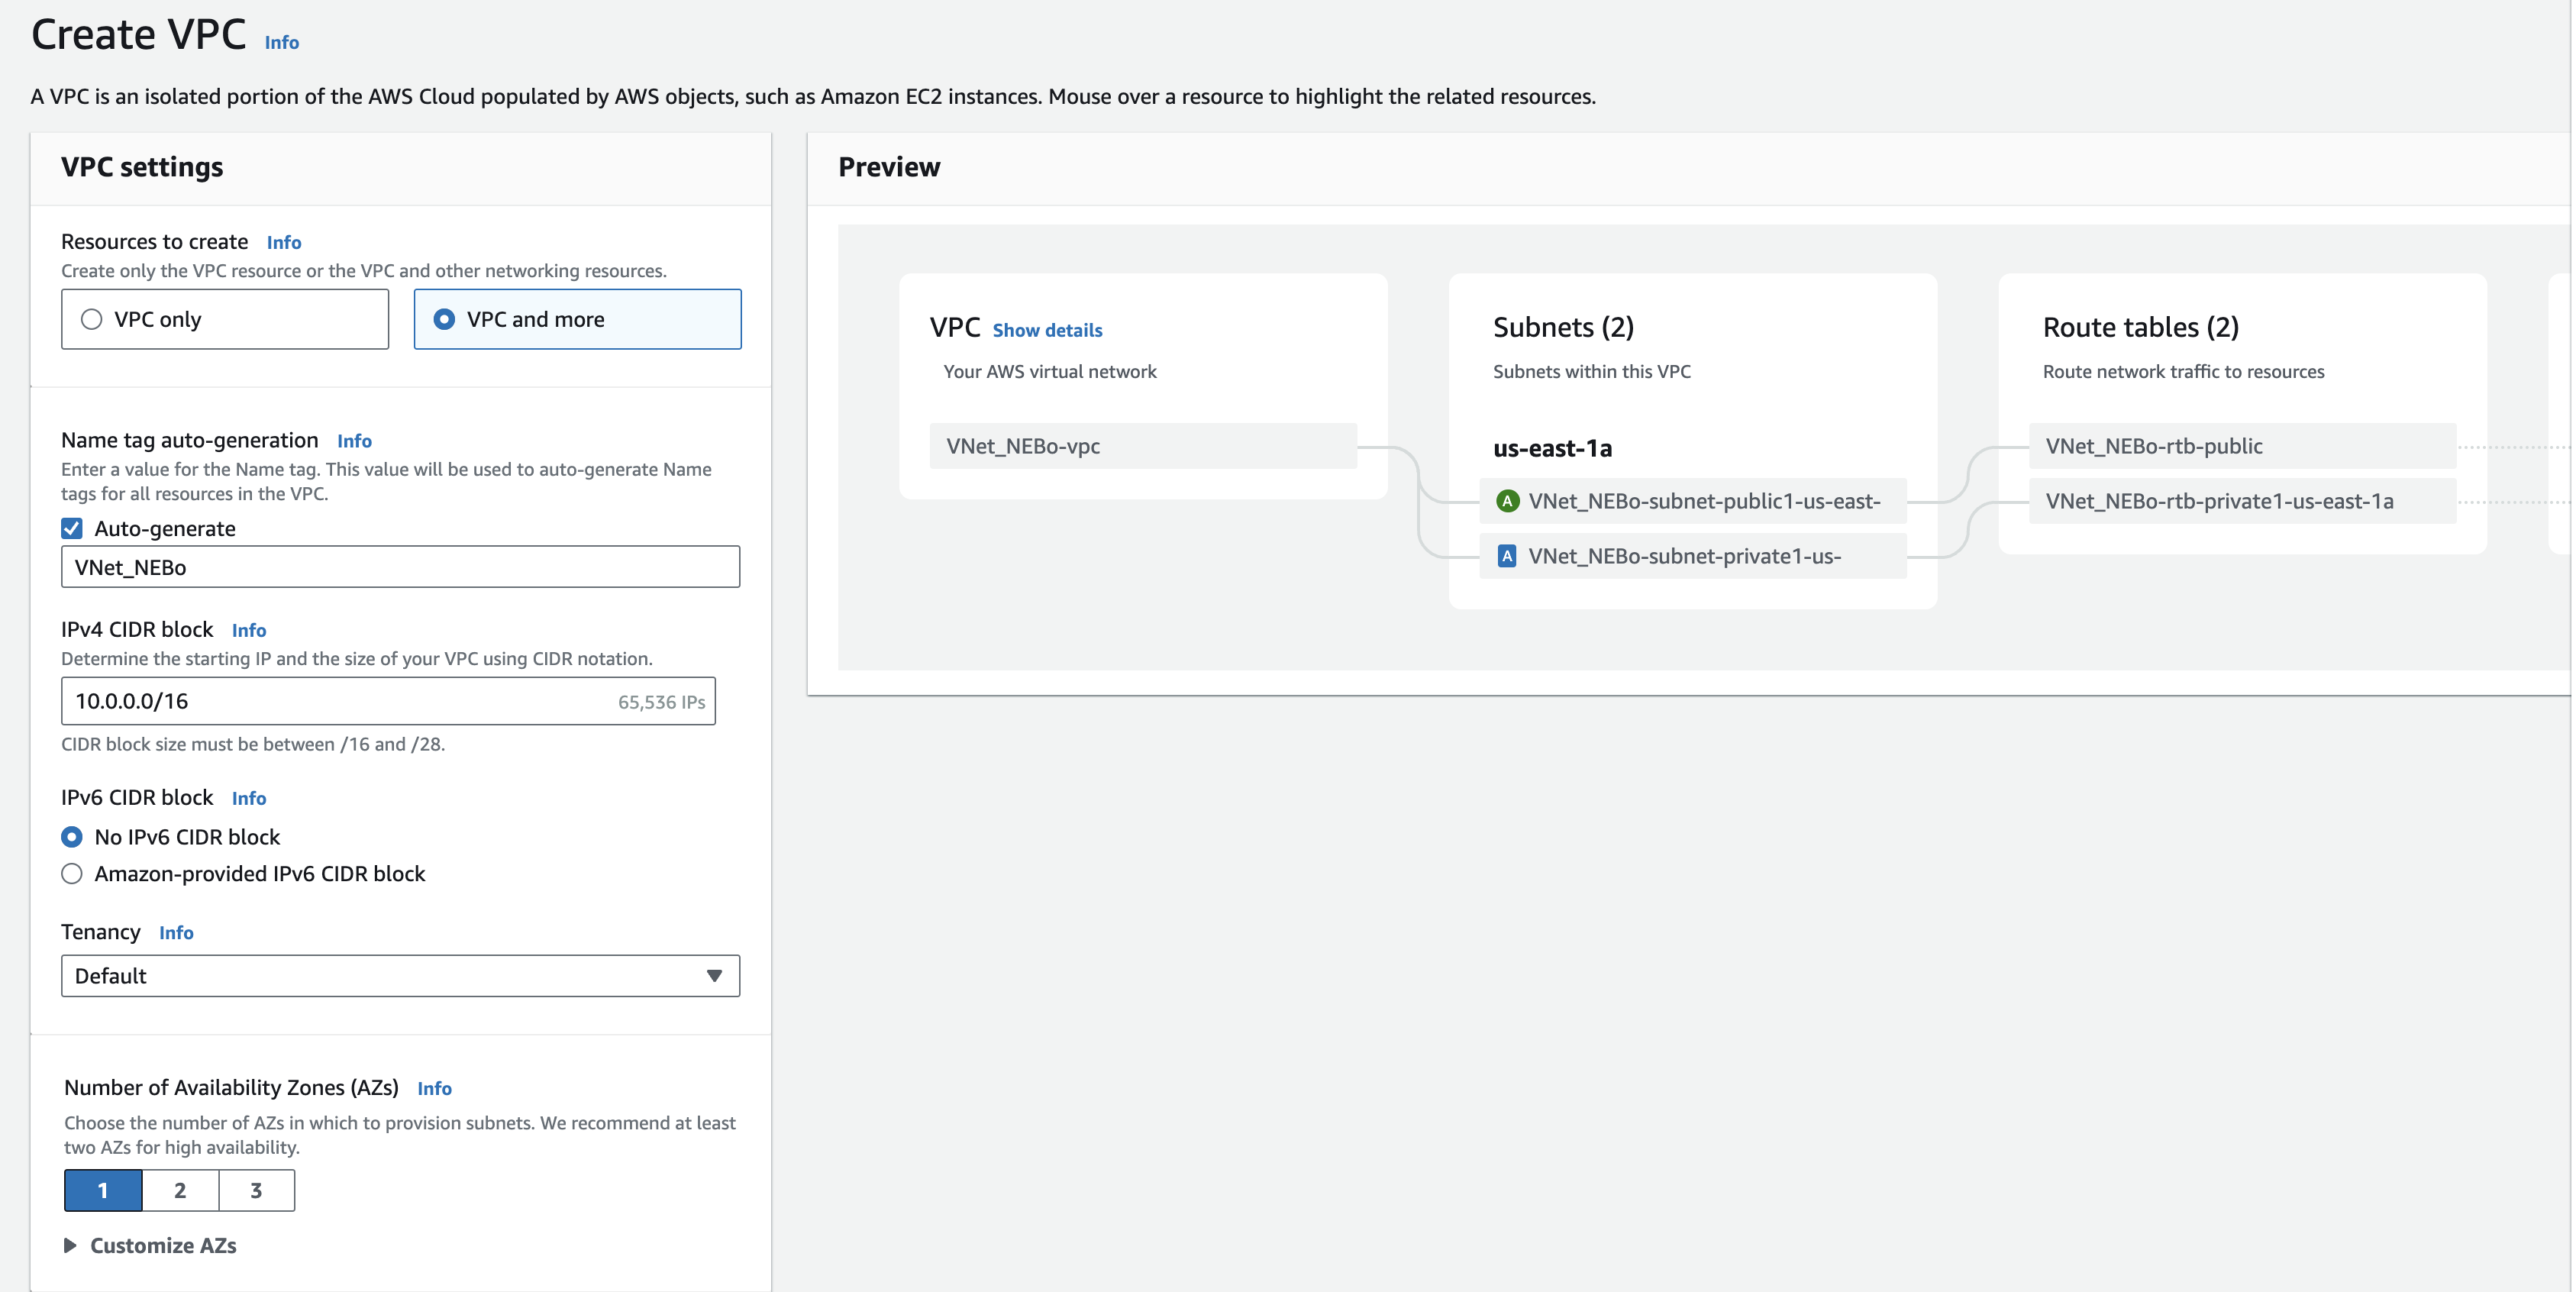 Create VPC Info
A VPC is an isolated portion of the AWS Cloud populated by AWS objects, such as Amazon EC2 instances. Mouse over a resource to highlight the related resources.
VPC settings
Resources to create Info
Create only the VPC resource or the VPC and other networking resources.
VPC only
VPC and more
Name tag auto-generation Info
Enter a value for the Name tag. This value will be used to auto-generate Name
tags for all resources in the VPC.
Auto-generate
VNet_NEBo
IPv4 CIDR block Info
Determine the starting IP and the size of your VPC using CIDR notation.
10.0.0.0/16 65,536 IPs
CIDR block size must be between /16 and /28.
IPv6 CIDR block Info
No IPv6 CIDR block
Amazon-provided IPv6 CIDR block
Tenancy Info
Default
Number of Availability Zones (AZs) Info
Choose the number of AZs in which to provision subnets. We recommend at least
two AZs for high availability.
1 2 3
Customize AZs
Preview
VPC Show details
Your AWS virtual network
VNet_NEBo-vpc
Subnets (2)
Subnets within this VPC
us-east-1a
A VNet_NEBo-subnet-public1-us-east-
A VNet_NEBo-subnet-private1-us-
Route tables (2)
Route network traffic to resources
VNet_NEBo-rtb-public
VNet_NEBo-rtb-private1-us-east-1a